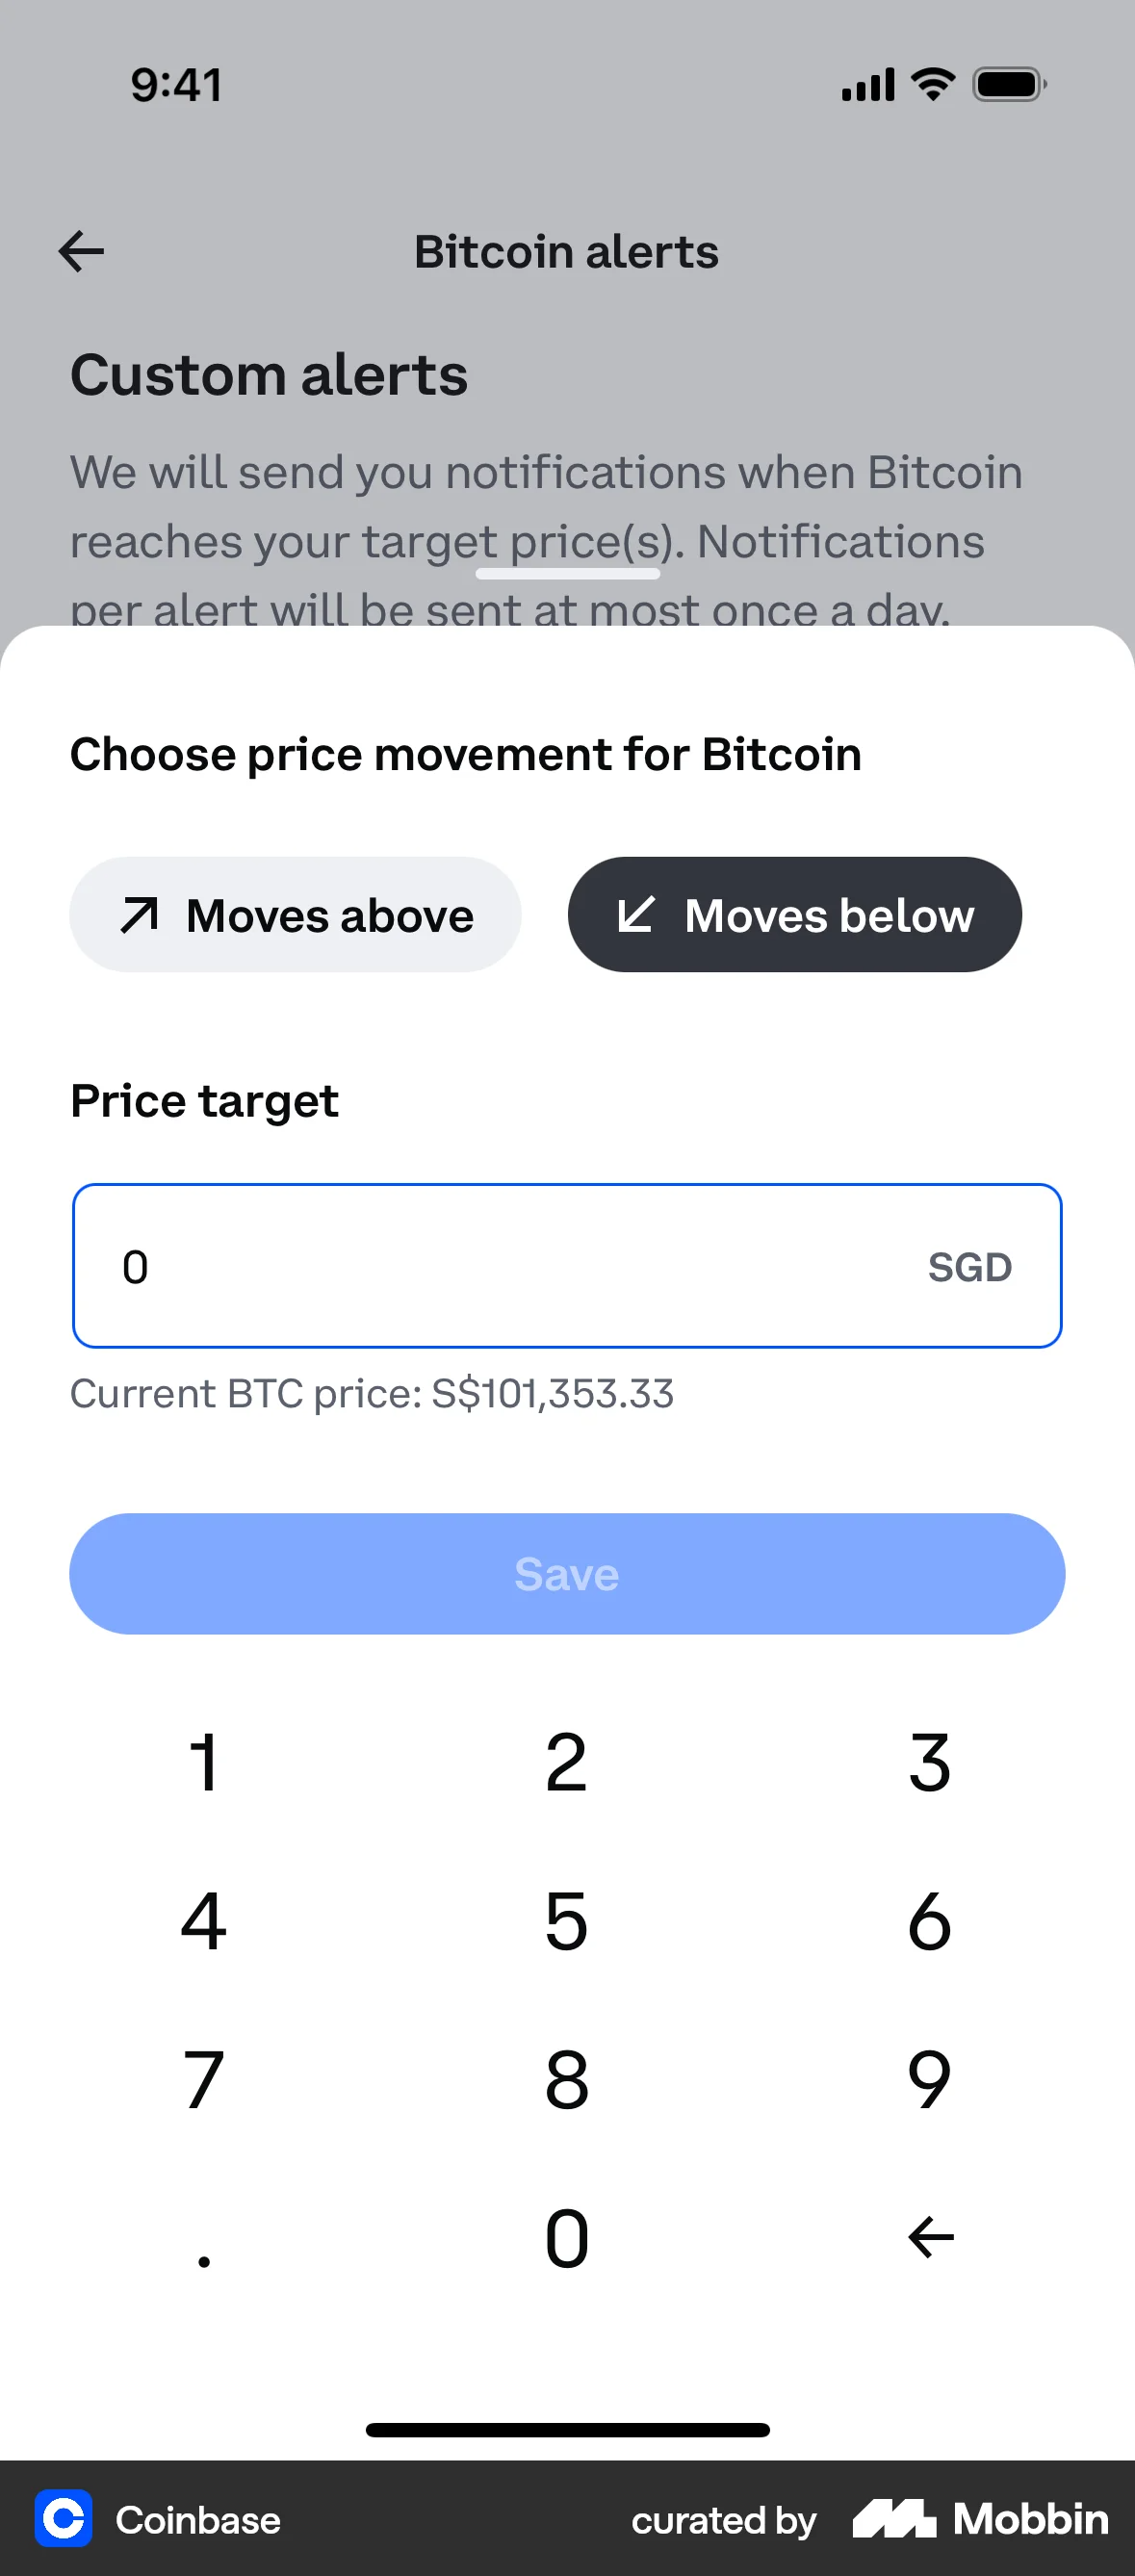 9:41
Bitcoin alerts
Custom alerts
We will send you notifications when Bitcoin
reaches your target price(s). Notifications
per alert will be sent at most once a day.
Choose price movement for Bitcoin
Moves above
Moves below
Price target
0
SGD
Current BTC price: S$101,353.33
Save
1 2 3
4 5 6
7 8 9
. 0
Coinbase
curated by Mobbin